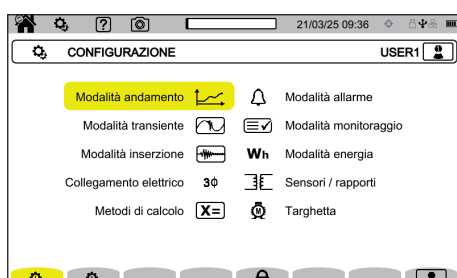 ? 21/03/25 09:36
CONFIGURAZIONE USER1
Modalità andamento Modalità allarme
Modalità transiente Modalità monitoraggio
Modalità inserzione Wh Modalità energia
Collegamento elettrico 3ϕ Sensori / rapporti
Metodi di calcolo X= M Targhetta